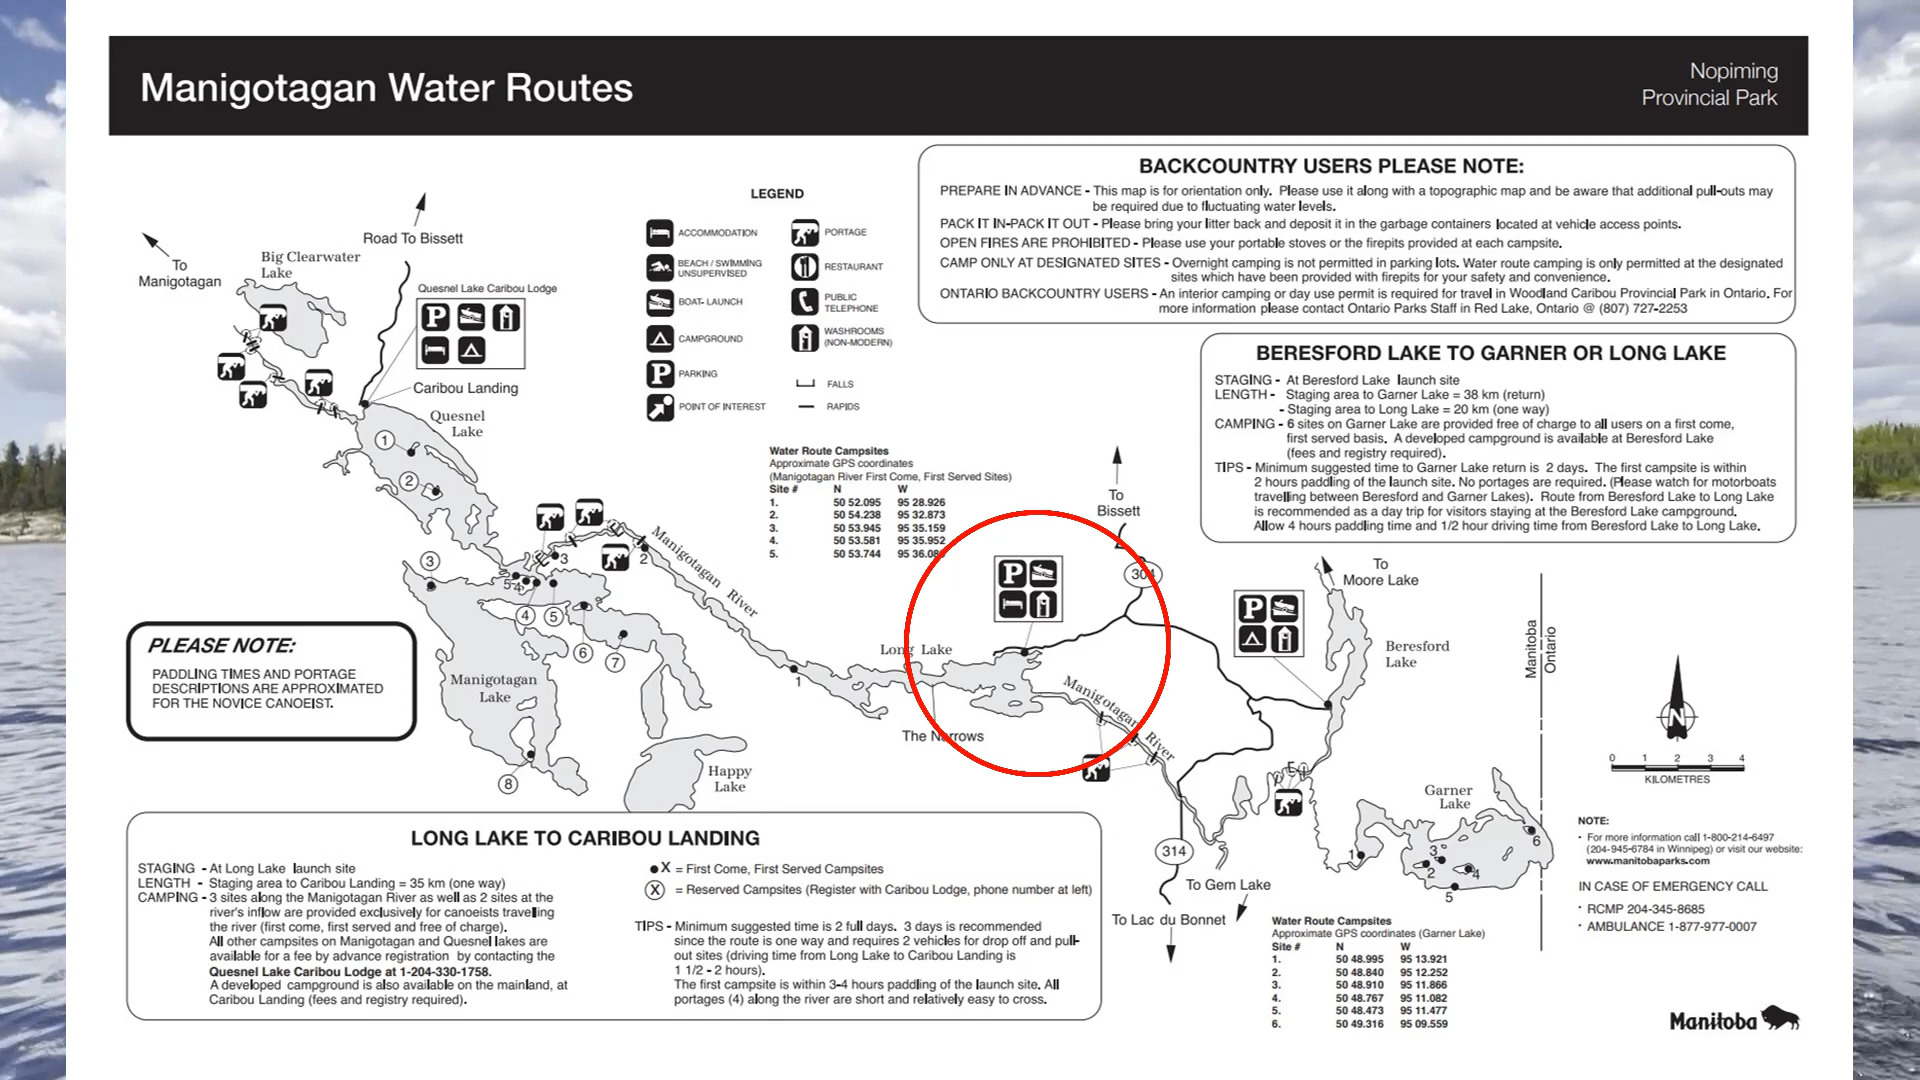 Manigotagan Water Routes
Nopiming
Provincial Park
BACKCOUNTRY USERS PLEASE NOTE:
PREPARE IN ADVANCE - This map is for orientation only. Please use it along with a topographic map and be aware that additional pull-outs may
be required due to fluctuating water levels.
PACK IT IN-PACK IT OUT - Please bring your litter back and deposit it in the garbage containers located at vehicle access points.
OPEN FIRES ARE PROHIBITED - Please use your portable stoves or the firepits provided at each campsite.
CAMP ONLY AT DESIGNATED SITES - Overnight camping is not permitted in parking lots. Water route camping is only permitted at the designated
sites which have been provided with firepits for your safety and convenience.
ONTARIO BACKCOUNTRY USERS - An interior camping or day use permit is required for travel in Woodland Caribou Provincial Park in Ontario. For
more information please contact Ontario Parks Staff in Red Lake, Ontario @ (807) 727-2253
LEGEND
ACCOMMODATION
BEACH / SWIMMING
UNSUPERVISED
BOAT- LAUNCH
CAMPGROUND
P PARKING
POINT OF INTEREST
PORTAGE
RESTAURANT
PUBLIC
TELEPHONE
WASHROOMS
(NON-MODERN)
FALLS
RAPIDS
To
Manigotagan
Road To Bissett
Big Clearwater
Lake
Quesnel Lake Caribou Lodge
P
Caribou Landing
Quesnel
Lake
1
2
3
3
2
5 4
4
5
6
7
8
Manigotagan
River
Manigotagan
Lake
Happy
Lake
1
Long Lake
The Narrows
P
Manigotagan
River
To
Bissett
304
P
To
Moore Lake
Beresford
Lake
Manitoba
Ontario
N
0 1 2 3 4
KILOMETRES
Garner
Lake
1
2
3
4
5
6
314
To Gem Lake
To Lac du Bonnet
Water Route Campsites
Approximate GPS coordinates
(Manigotagan River First Come, First Served Sites)
Site # N W
1. 50 52.095 95 28.926
2. 50 54.238 95 32.873
3. 50 53.945 95 35.159
4. 50 53.581 95 35.952
5. 50 53.744 95 36.08
BERESFORD LAKE TO GARNER OR LONG LAKE
STAGING - At Beresford Lake launch site
LENGTH - Staging area to Garner Lake = 38 km (return)
- Staging area to Long Lake = 20 km (one way)
CAMPING - 6 sites on Garner Lake are provided free of charge to all users on a first come,
first served basis. A developed campground is available at Beresford Lake
(fees and registry required).
TIPS - Minimum suggested time to Garner Lake return is 2 days. The first campsite is within
2 hours paddling of the launch site. No portages are required. (Please watch for motorboats
travelling between Beresford and Garner Lakes). Route from Beresford Lake to Long Lake
is recommended as a day trip for visitors staying at the Beresford Lake campground.
Allow 4 hours paddling time and 1/2 hour driving time from Beresford Lake to Long Lake.
PLEASE NOTE:
PADDLING TIMES AND PORTAGE
DESCRIPTIONS ARE APPROXIMATED
FOR THE NOVICE CANOEIST.
LONG LAKE TO CARIBOU LANDING
STAGING - At Long Lake launch site
LENGTH - Staging area to Caribou Landing = 35 km (one way)
CAMPING - 3 sites along the Manigotagan River as well as 2 sites at the
river's inflow are provided exclusively for canoeists travelling
the river (first come, first served and free of charge).
All other campsites on Manigotagan and Quesnel lakes are
available for a fee by advance registration by contacting the
Quesnel Lake Caribou Lodge at 1-204-330-1758.
A developed campground is also available on the mainland, at
Caribou Landing (fees and registry required).
X = First Come, First Served Campsites
X = Reserved Campsites (Register with Caribou Lodge, phone number at left)
TIPS - Minimum suggested time is 2 full days. 3 days is recommended
since the route is one way and requires 2 vehicles for drop off and pull-
out sites (driving time from Long Lake to Caribou Landing is
1 1/2 - 2 hours).
The first campsite is within 3-4 hours paddling of the launch site. All
portages (4) along the river are short and relatively easy to cross.
Water Route Campsites
Approximate GPS coordinates (Garner Lake)
Site # N W
1. 50 48.995 95 13.921
2. 50 48.840 95 12.252
3. 50 48.910 95 11.866
4. 50 48.767 95 11.082
5. 50 48.473 95 11.477
6. 50 49.316 95 09.559
NOTE:
• For more information call 1-800-214-6497
(204-945-6784 in Winnipeg) or visit our website:
www.manitobaparks.com
IN CASE OF EMERGENCY CALL
• RCMP 204-345-8685
• AMBULANCE 1-877-977-0007
Manitoba